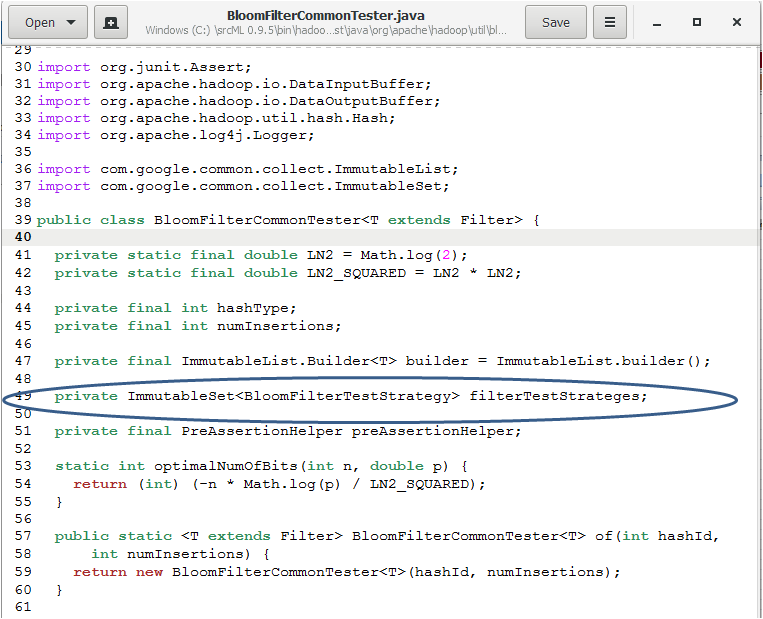 Open
BloomFilterCommonTester.java
Windows (C:) \srcML 0.9.5\bin\hadoo...st\java\org\apache\hadoop\util\bl...
Save
29
30 import org.junit.Assert;
31 import org.apache.hadoop.io.DataInputBuffer;
32 import org.apache.hadoop.io.DataOutputBuffer;
33 import org.apache.hadoop.util.hash.Hash;
34 import org.apache.log4j.Logger;
35
36 import com.google.common.collect.ImmutableList;
37 import com.google.common.collect.ImmutableSet;
38
39 public class BloomFilterCommonTester<T extends Filter> {
40
41 private static final double LN2 = Math.log(2);
42 private static final double LN2_SQUARED = LN2 * LN2;
43
44 private final int hashType;
45 private final int numInsertions;
46
47 private final ImmutableList.Builder<T> builder = ImmutableList.builder();
48
49 private ImmutableSet<BloomFilterTestStrategy> filterTestStrateges;
50
51 private final PreAssertionHelper preAssertionHelper;
52
53 static int optimalNumOfBits(int n, double p) {
54 return (int) (-n * Math.log(p) / LN2_SQUARED);
55 }
56
57 public static <T extends Filter> BloomFilterCommonTester<T> of(int hashId,
58 int numInsertions) {
59 return new BloomFilterCommonTester<T>(hashId, numInsertions);
60 }
61